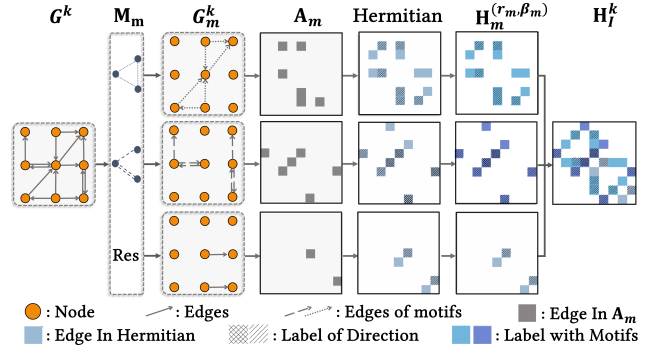 G^k M_m G_m^k A_m Hermitian H_m^(r_m,β_m) H_I^k
Res
: Node : Edges : Edges of motifs : Edge In A_m
: Edge In Hermitian : Label of Direction : Label with Motifs